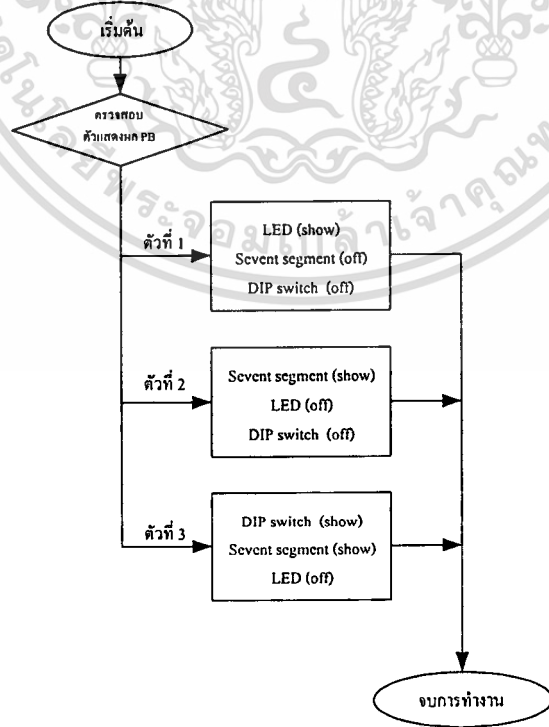 เริ่มต้น
ตรวจสอบ
ตัวแสดงผล PB
ตัวที่ 1
LED (show)
Sevent segment (off)
DIP switch (off)
ตัวที่ 2
Sevent segment (show)
LED (off)
DIP switch (off)
ตัวที่ 3
DIP switch (show)
Sevent segment (show)
LED (off)
จบการทำงาน